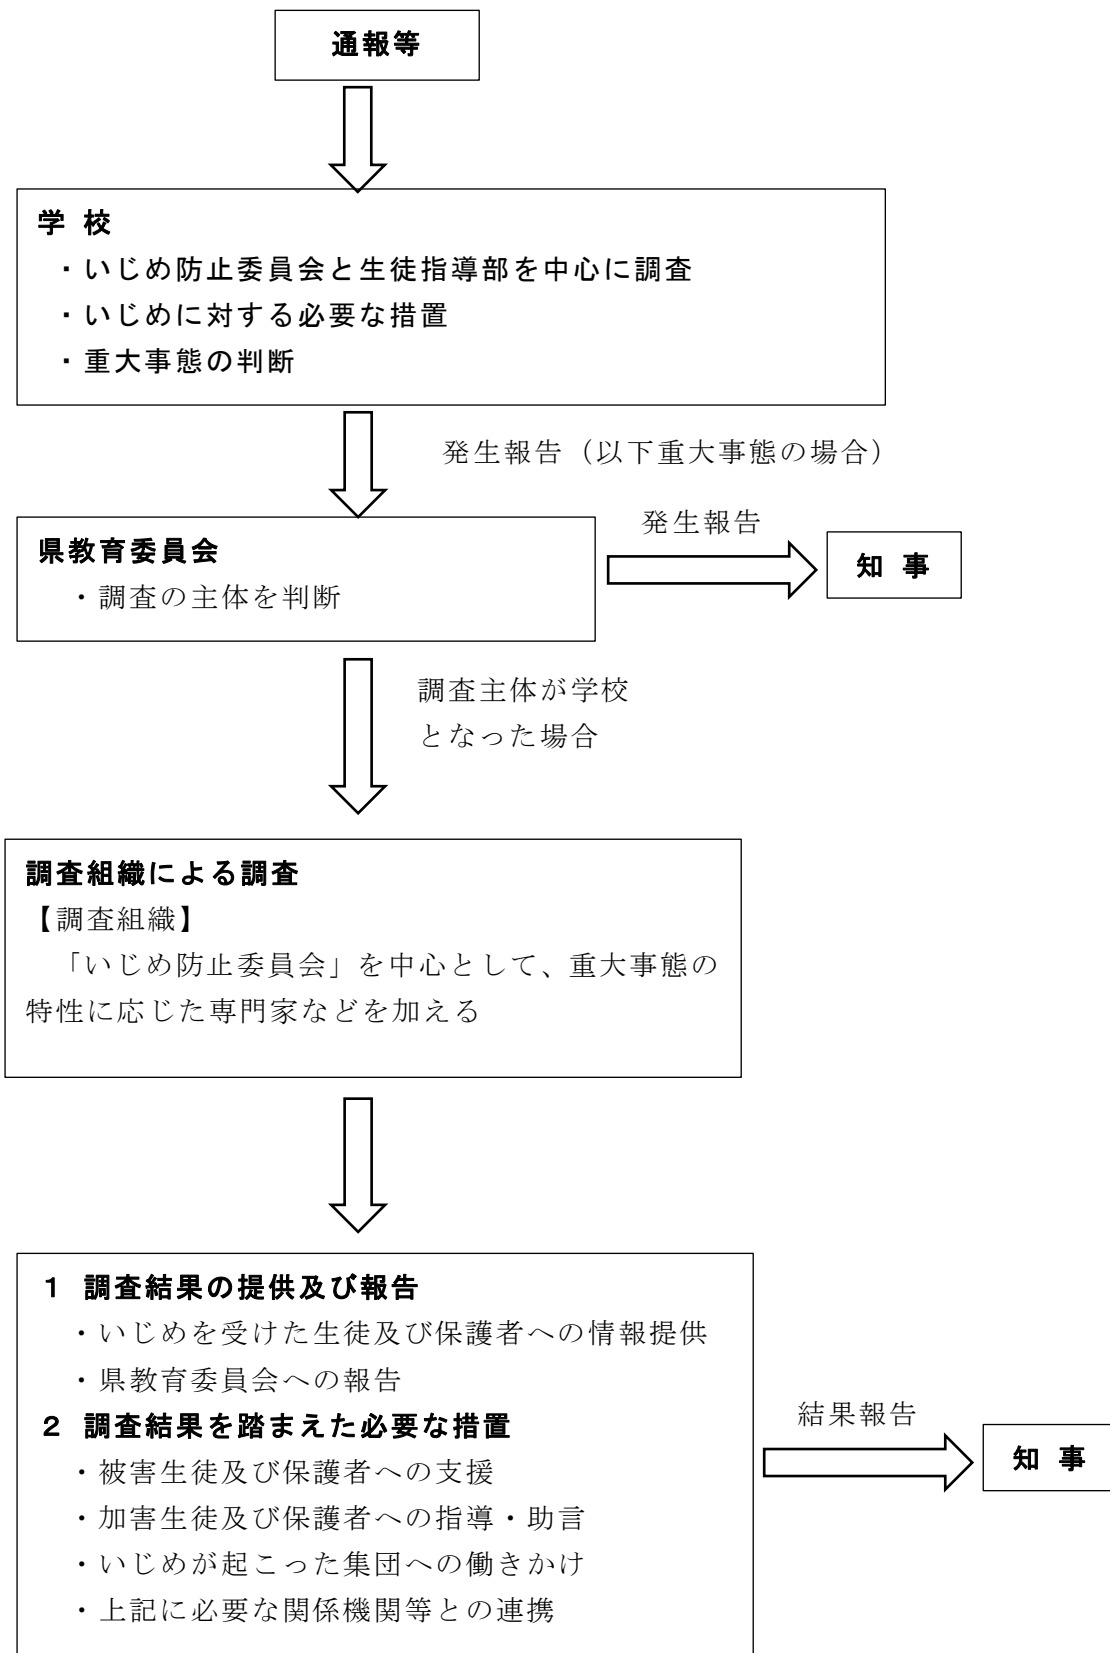 通報等
学 校
・いじめ防止委員会と生徒指導部を中心に調査
・いじめに対する必要な措置
・重大事態の判断
発生報告（以下重大事態の場合）
県教育委員会
・調査の主体を判断
発生報告
知 事
調査主体が学校
となった場合
調査組織による調査
【調査組織】
「いじめ防止委員会」を中心として、重大事態の
特性に応じた専門家などを加える
１ 調査結果の提供及び報告
・いじめを受けた生徒及び保護者への情報提供
・県教育委員会への報告
２ 調査結果を踏まえた必要な措置
・被害生徒及び保護者への支援
・加害生徒及び保護者への指導・助言
・いじめが起こった集団への働きかけ
・上記に必要な関係機関等との連携
結果報告
知 事